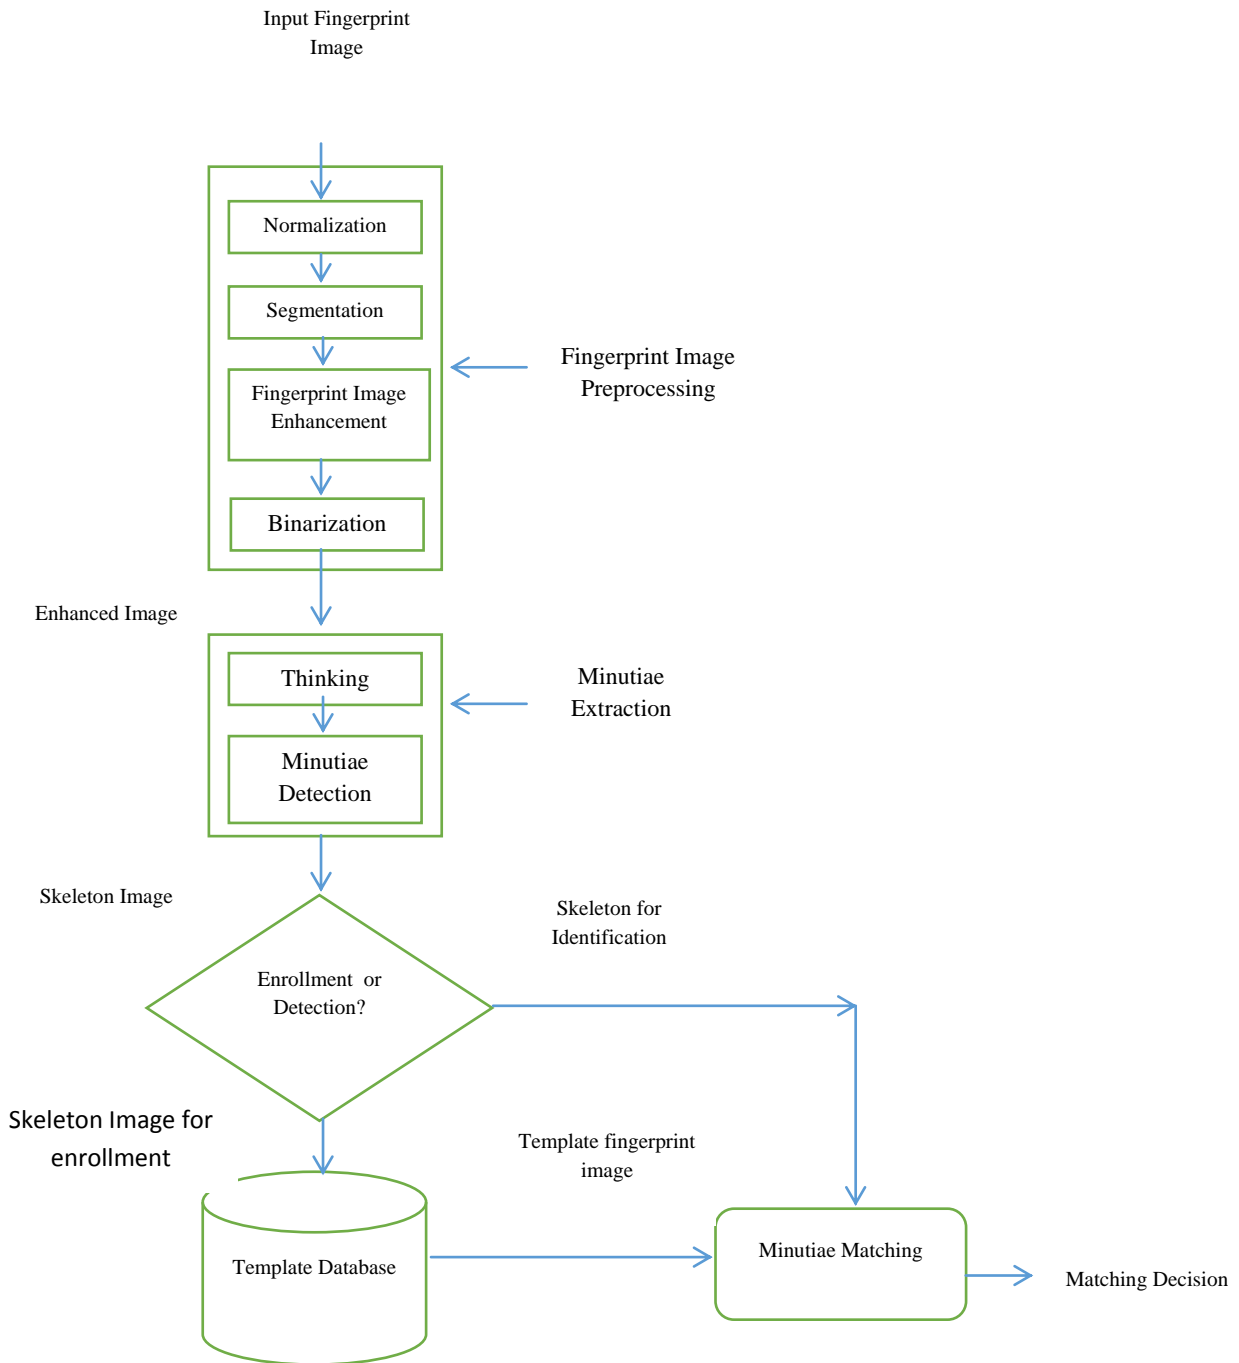 Input Fingerprint
Image
Normalization
Segmentation
Fingerprint Image
Enhancement
Fingerprint Image
Preprocessing
Binarization
Enhanced Image
Thinking
Minutiae
Extraction
Minutiae
Detection
Skeleton Image
Skeleton for
Identification
Enrollment or
Detection?
Skeleton Image for
enrollment
Template fingerprint
image
Template Database
Minutiae Matching
Matching Decision